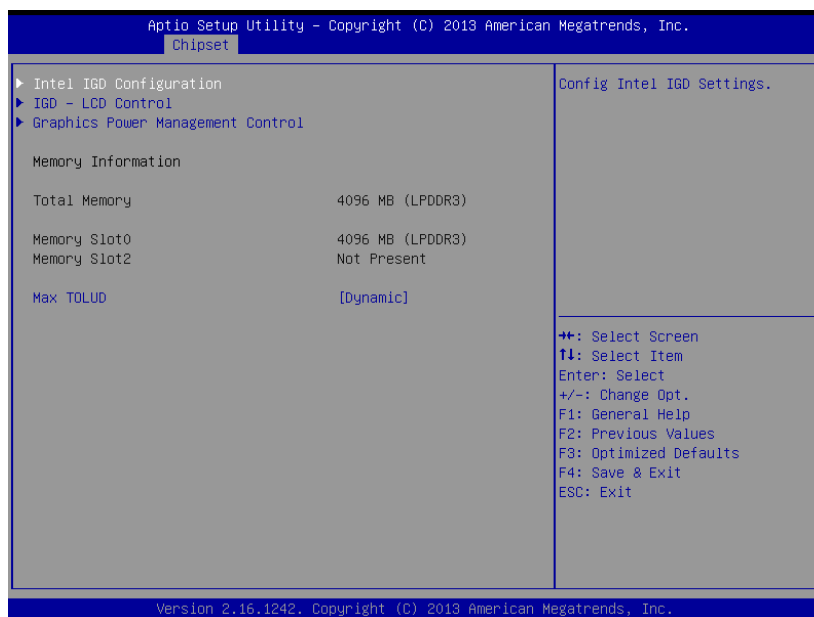 Aptio Setup Utility – Copyright (C) 2013 American Megatrends, Inc.
Chipset
▶ Intel IGD Configuration
▶ IGD – LCD Control
▶ Graphics Power Management Control
Memory Information
Total Memory 4096 MB (LPDDR3)
Memory Slot0 4096 MB (LPDDR3)
Memory Slot2 Not Present
Max TOLUD [Dynamic]
Config Intel IGD Settings.
→←: Select Screen
↑↓: Select Item
Enter: Select
+/-: Change Opt.
F1: General Help
F2: Previous Values
F3: Optimized Defaults
F4: Save & Exit
ESC: Exit
Version 2.16.1242. Copyright (C) 2013 American Megatrends, Inc.